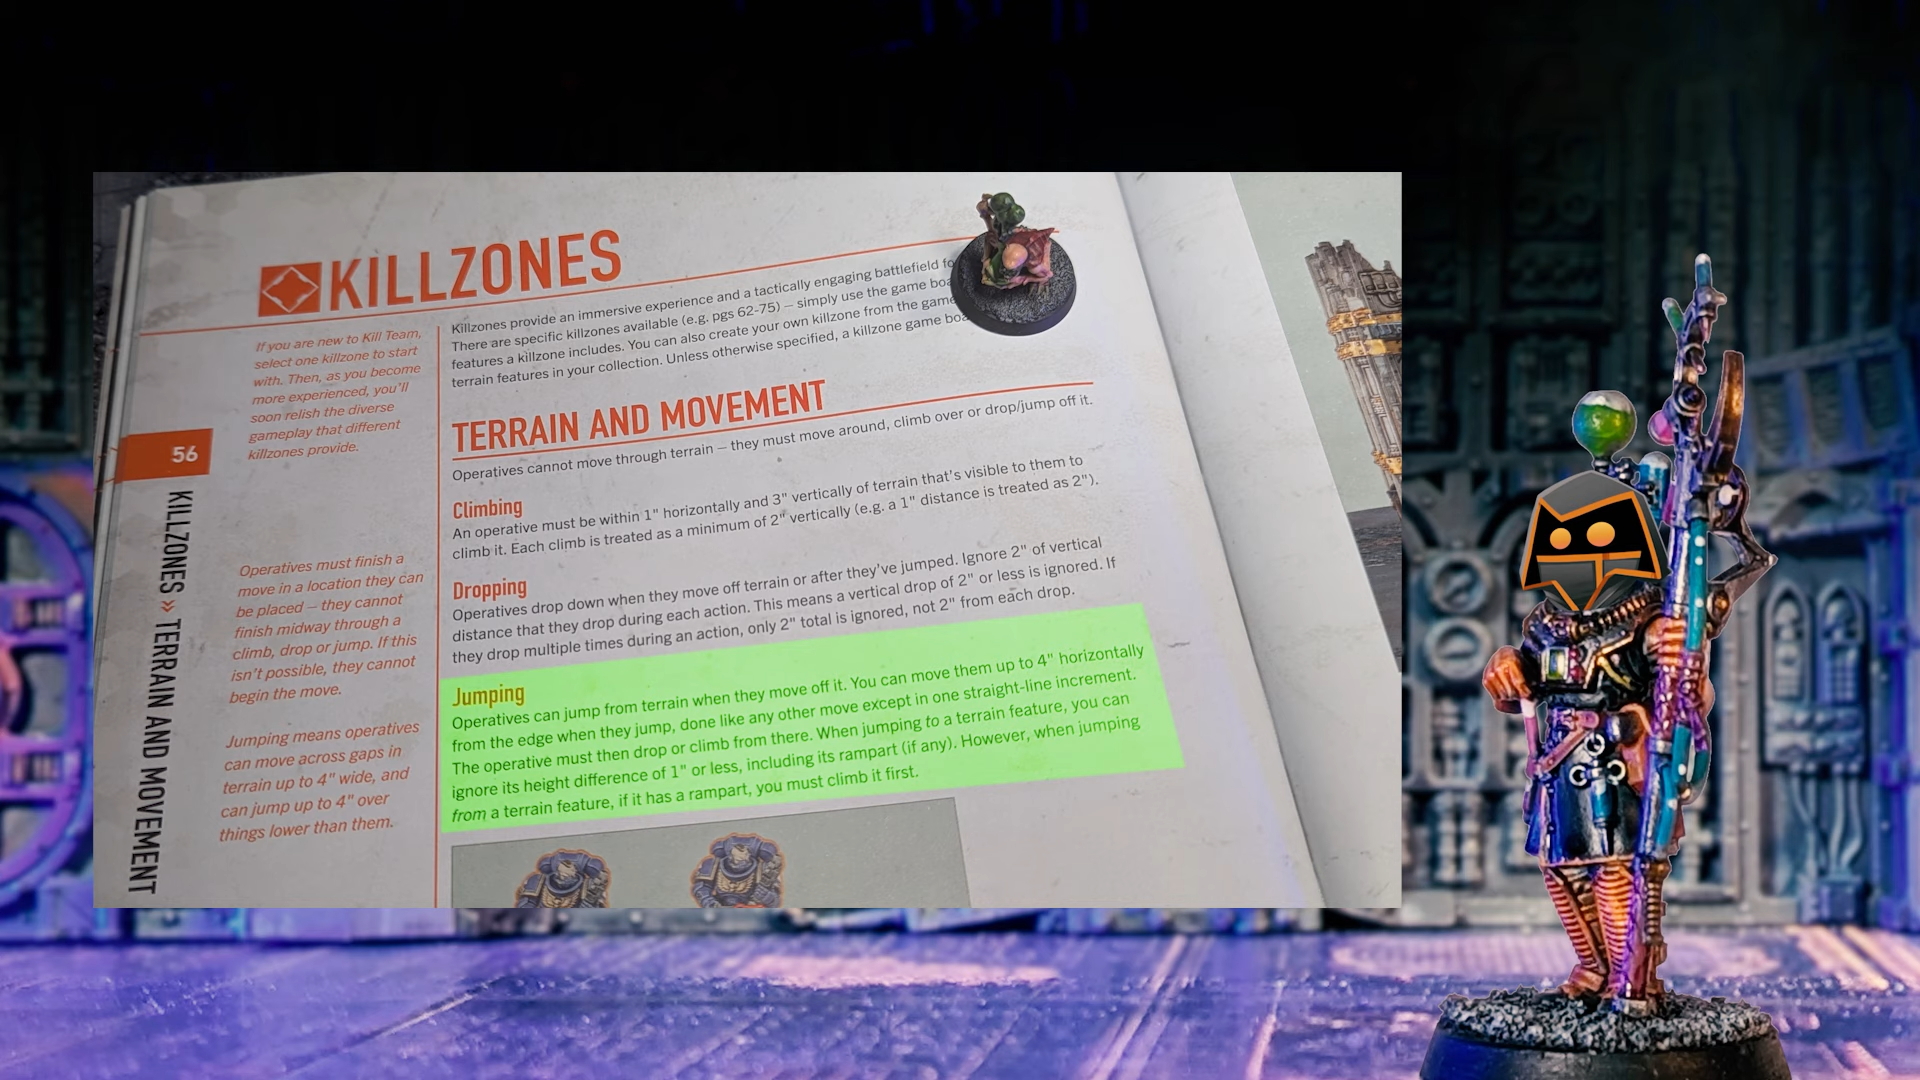 KILLZONES
If you are new to Kill Team,
select one killzone to start
with. Then, as you become
more experienced, you'll
soon relish the diverse
gameplay that different
killzones provide.
Killzones provide an immersive experience and a tactically engaging battlefield
There are specific killzones available (e.g. pgs 62-75) – simply use the game
features a killzone includes. You can also create your own killzone from the game
terrain features in your collection. Unless otherwise specified, a killzone game
TERRAIN AND MOVEMENT
Operatives cannot move through terrain – they must move around, climb over or drop/jump off it.
56
KILLZONES » TERRAIN AND MOVEMENT
Climbing
An operative must be within 1" horizontally and 3" vertically of terrain that's visible to them to
climb it. Each climb is treated as a minimum of 2" vertically (e.g. a 1" distance is treated as 2").
Operatives must finish a
move in a location they can
be placed – they cannot
finish midway through a
climb, drop or jump. If this
isn't possible, they cannot
begin the move.
Dropping
Operatives drop down when they move off terrain or after they've jumped. Ignore 2" of vertical
distance that they drop during each action. This means a vertical drop of 2" or less is ignored. If
they drop multiple times during an action, only 2" total is ignored, not 2" from each drop.
Jumping means operatives
can move across gaps in
terrain up to 4" wide, and
can jump up to 4" over
things lower than them.
Jumping
Operatives can jump from terrain when they move off it. You can move them up to 4" horizontally
from the edge when they jump, done like any other move except in one straight-line increment.
The operative must then drop or climb from there. When jumping to a terrain feature, you can
ignore its height difference of 1" or less, including its rampart (if any). However, when jumping
from a terrain feature, if it has a rampart, you must climb it first.